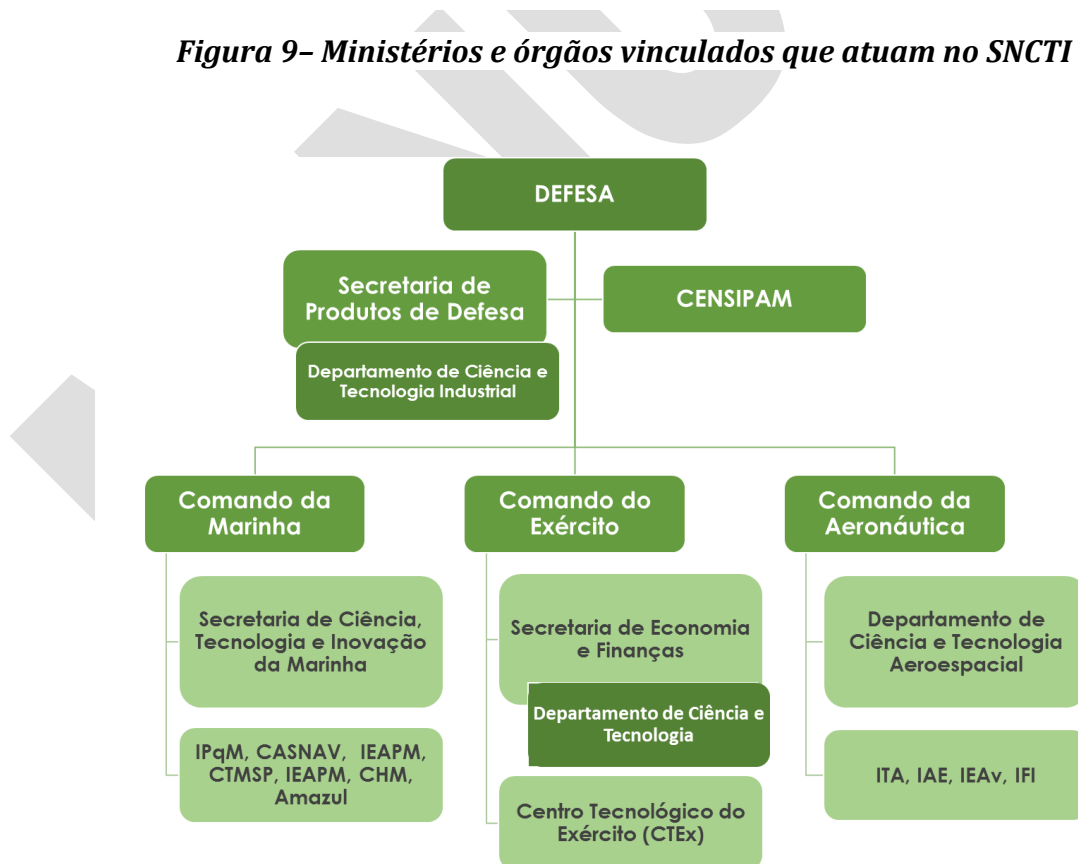 Figura 9– Ministérios e órgãos vinculados que atuam no SNCTI
DEFESA
Secretaria de
Produtos de Defesa
CENSIPAM
Departamento de Ciência e
Tecnologia Industrial
Comando da
Marinha
Comando do
Exército
Comando da
Aeronáutica
Secretaria de Ciência,
Tecnologia e Inovação
da Marinha
Secretaria de Economia
e Finanças
Departamento de
Ciência e Tecnologia
Aeroespacial
Departamento de Ciência e
Tecnologia
IPqM, CASNAV, IEAPM,
CTMSP, IEAPM, CHM,
Amazul
Centro Tecnológico do
Exército (CTEx)
ITA, IAE, IEAv, IFI